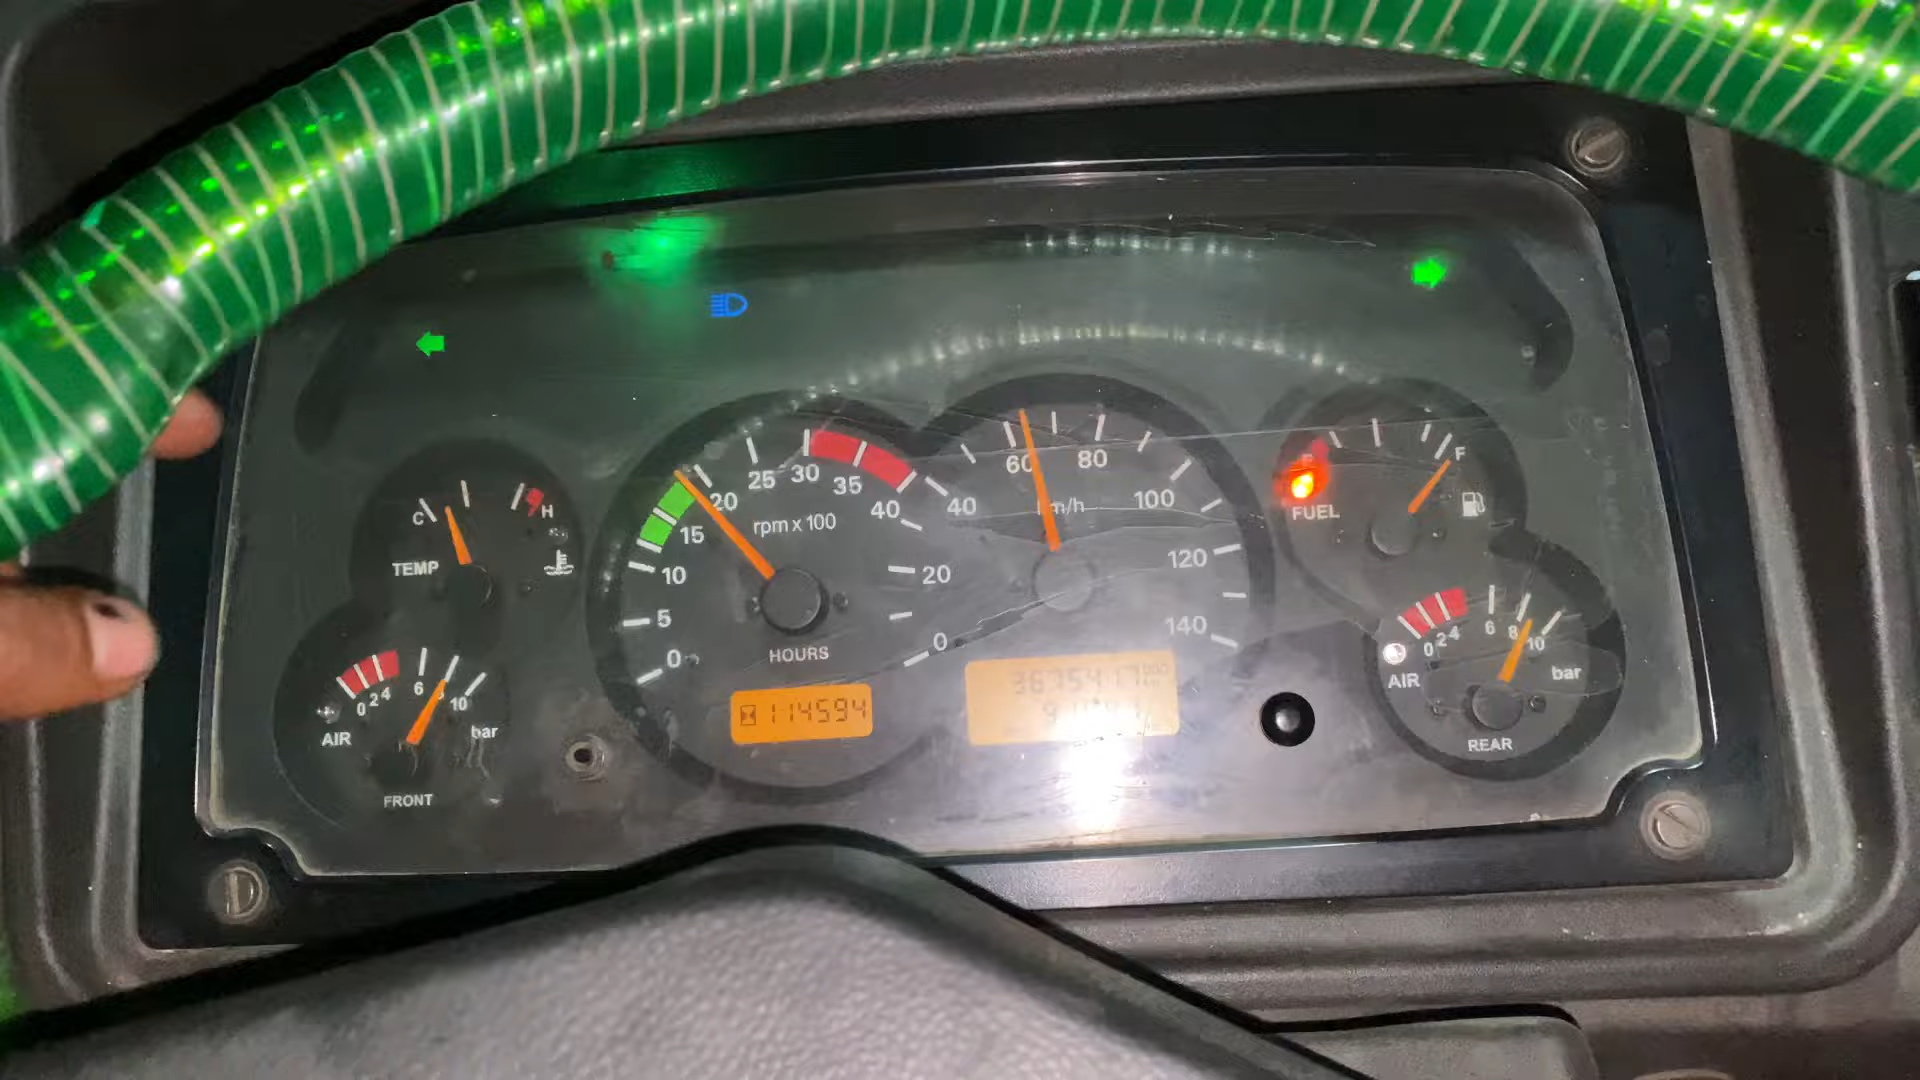 C
H
TEMP
0 2 4 6 8 10
AIR
bar
FRONT
0 5 10 15 20 25 30 35 40
rpm x 100
HOURS
114594
0 20 40 60 80 100 120 140
km/h
F
FUEL
0 2 4 6 8 10
AIR
bar
REAR